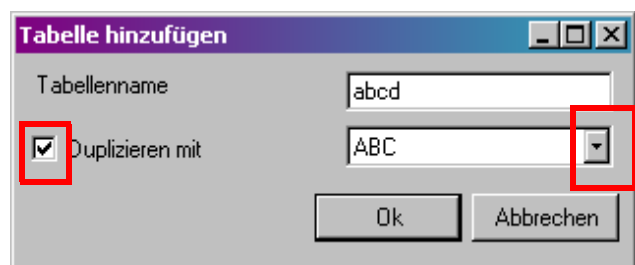 Tabelle hinzufügen
Tabellenname abcd
Duplizieren mit ABC
Ok Abbrechen